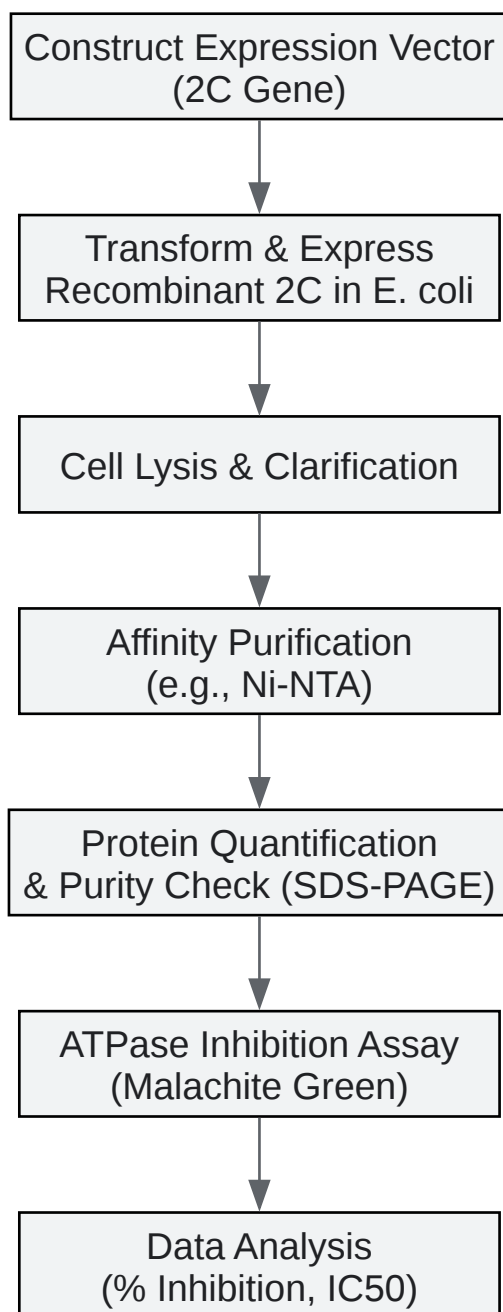 Construct Expression Vector
(2C Gene)
Transform & Express
Recombinant 2C in E. coli
Cell Lysis & Clarification
Affinity Purification
(e.g., Ni-NTA)
Protein Quantification
& Purity Check (SDS-PAGE)
ATPase Inhibition Assay
(Malachite Green)
Data Analysis
(% Inhibition, IC50)